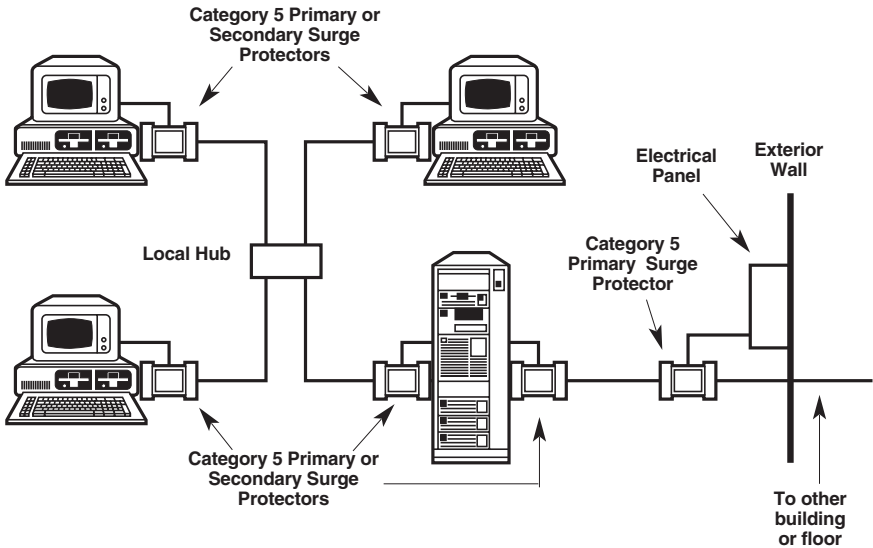 Category 5 Primary or
Secondary Surge
Protectors
Electrical
Panel
Exterior
Wall
Local Hub
Category 5
Primary Surge
Protector
Category 5 Primary or
Secondary Surge
Protectors
To other
building
or floor